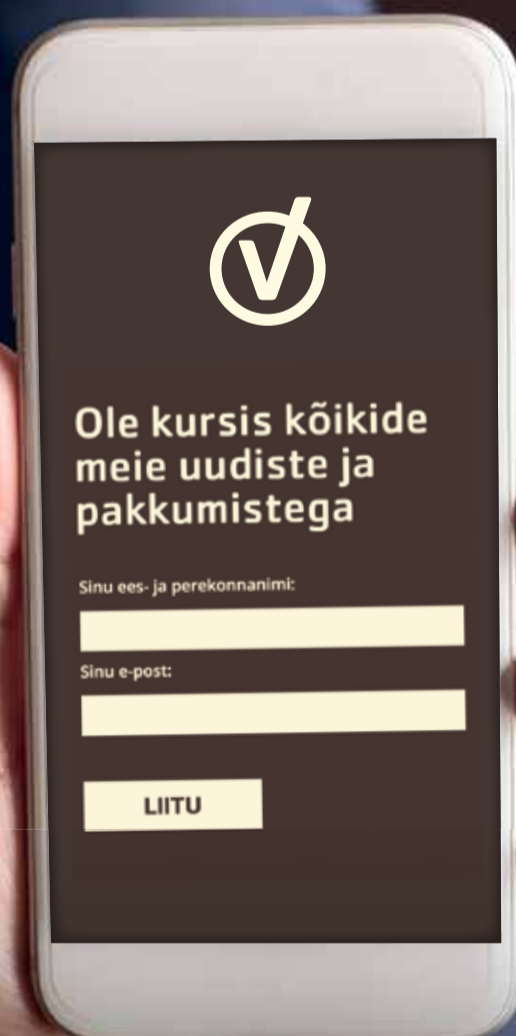 Ole kursis kõikide
meie uudiste ja
pakkumistega
Sinu ees- ja perekonnanimi:
Sinu e-post:
LIITU